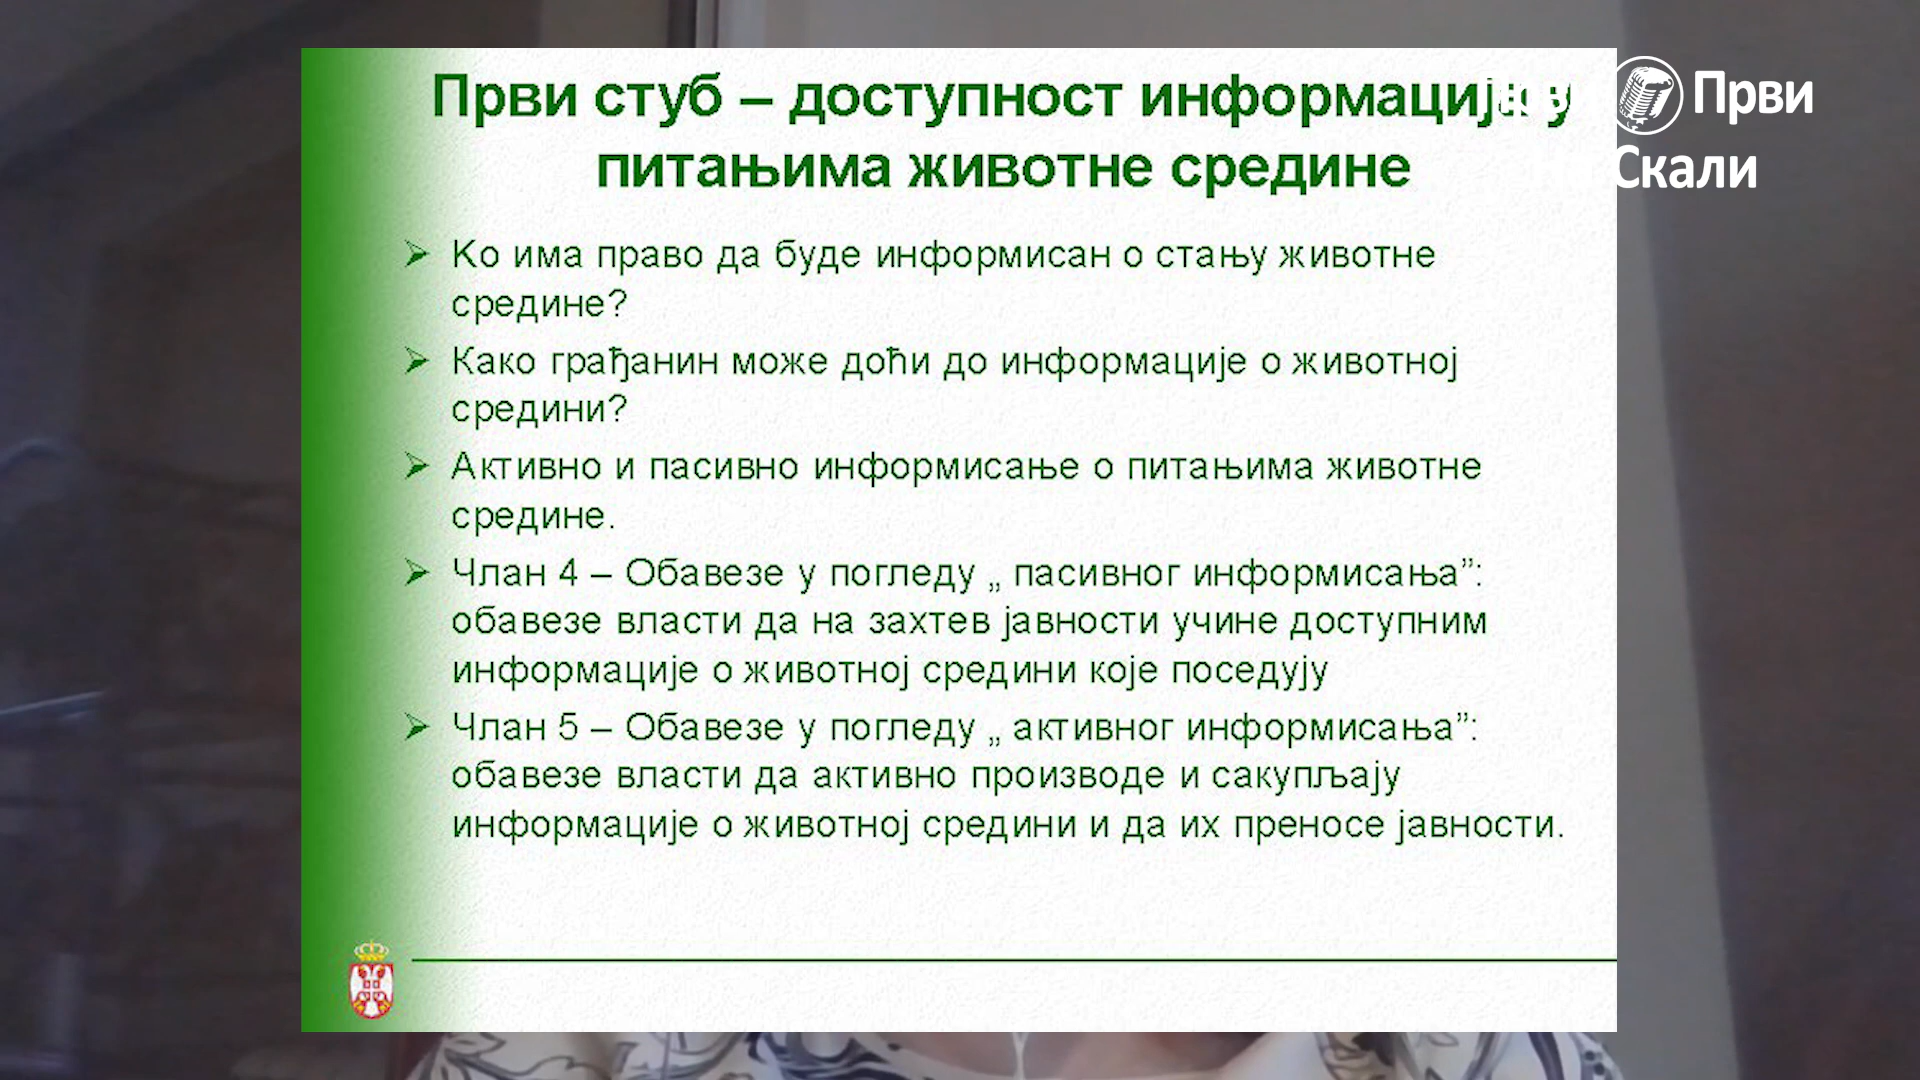 Први стуб – доступност информација у
питањима животне средине
➢ Ко има право да буде информисан о стању животне
средине?
➢ Како грађанин може доћи до информације о животној
средини?
➢ Активно и пасивно информисање о питањима животне
средине.
➢ Члан 4 – Обавезе у погледу „ пасивног информисања”:
обавезе власти да на захтев јавности учине доступним
информације о животној средини које поседују
➢ Члан 5 – Обавезе у погледу „ активног информисања”:
обавезе власти да активно производе и сакупљају
информације о животној средини и да их преносе јавности.
Први
Скали